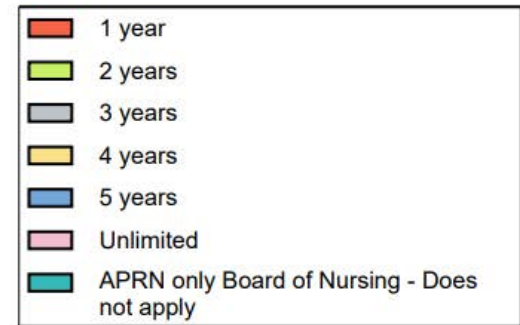 1 year
2 years
3 years
4 years
5 years
Unlimited
APRN only Board of Nursing - Does
not apply